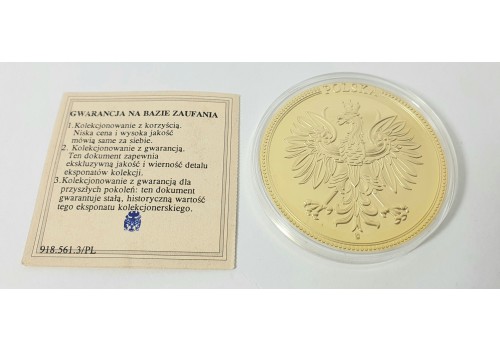 GWARANCJA NA BAZIE ZAUFANIA
1.Kolekcjonowanie z korzyścią.
Niska cena i wysoka jakość
mówią same za siebie.
2. Kolekcjonowanie z gwarancją.
Ten dokument zapewnia
ekskluzywną jakość i wierność detalu
eksponatów kolekcji.
3.Kolekcjonowanie z gwarancją dla
przyszłych pokoleń: ten dokument
gwarantuje stałą, historyczną wartość
tego eksponatu kolekcjonerskiego.
918.561.3/PL
POLSKA